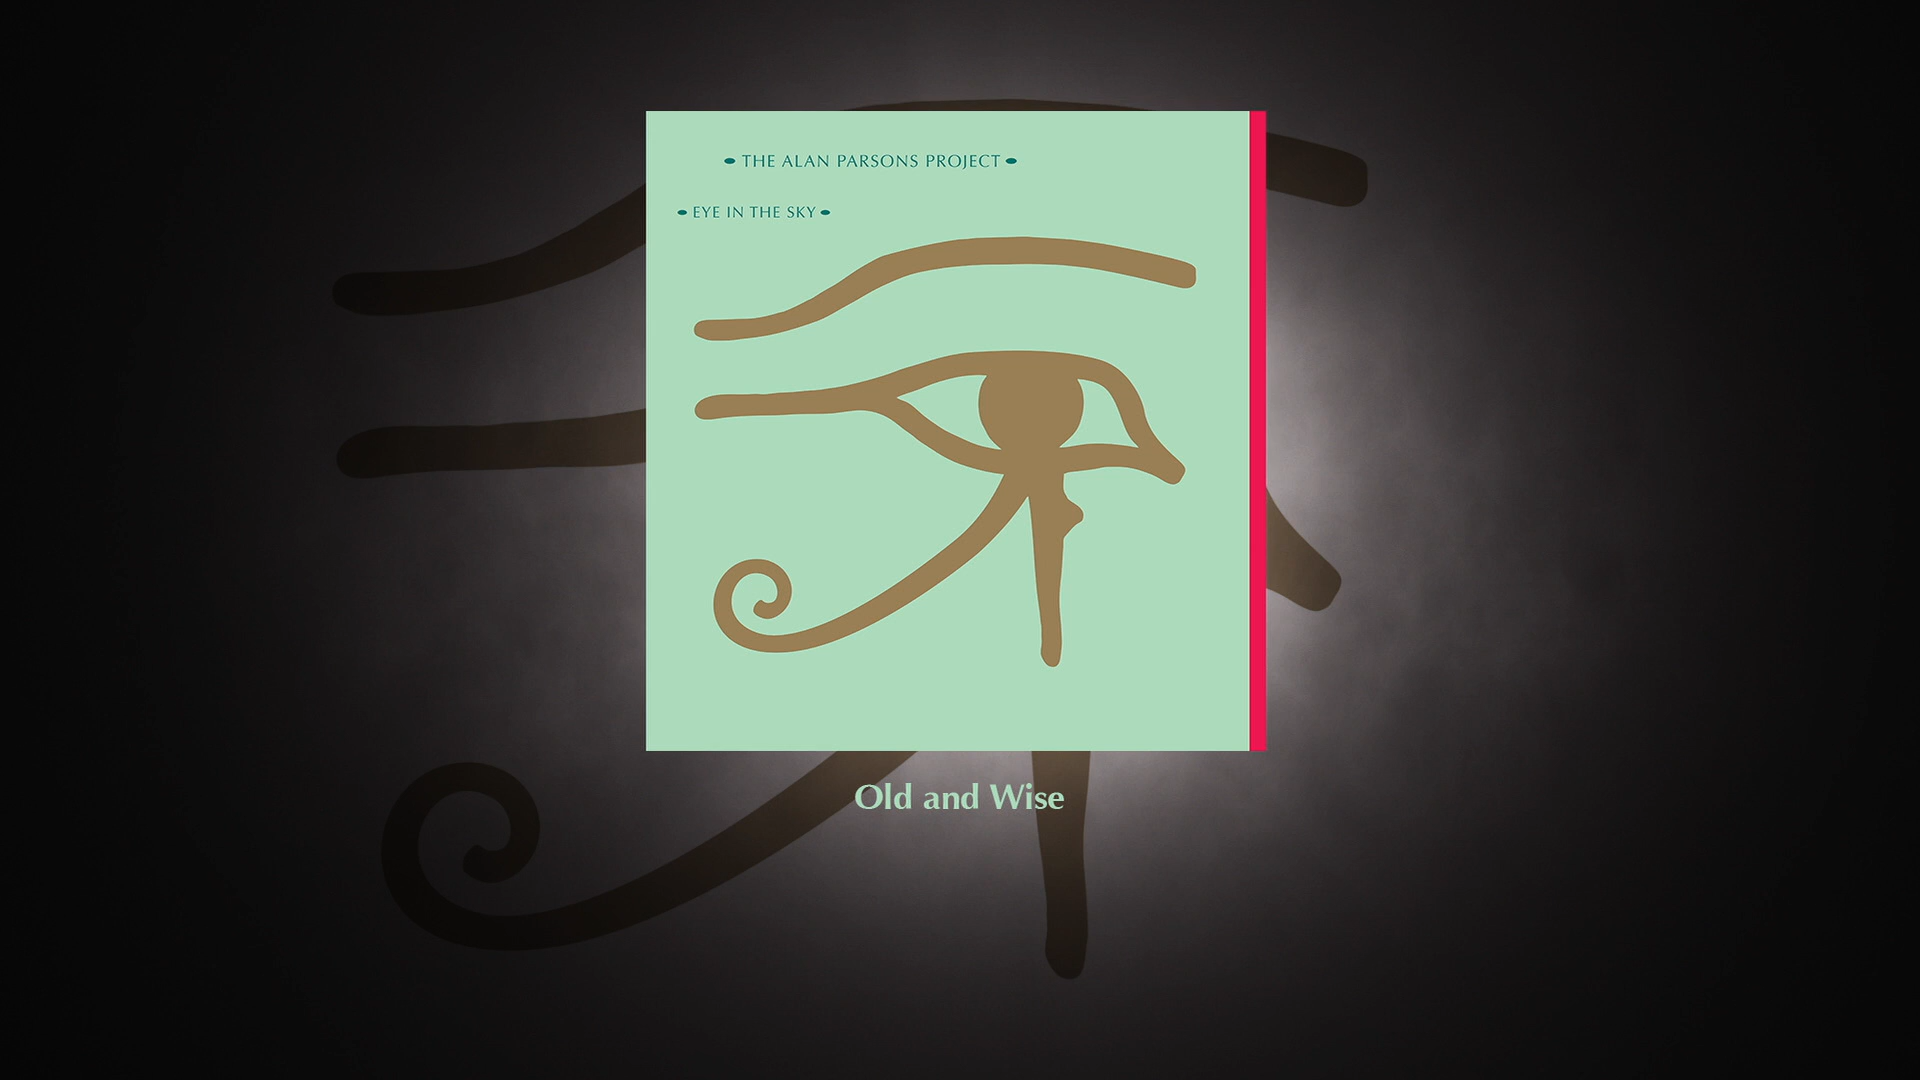 • THE ALAN PARSONS PROJECT •
• EYE IN THE SKY •
Old and Wise